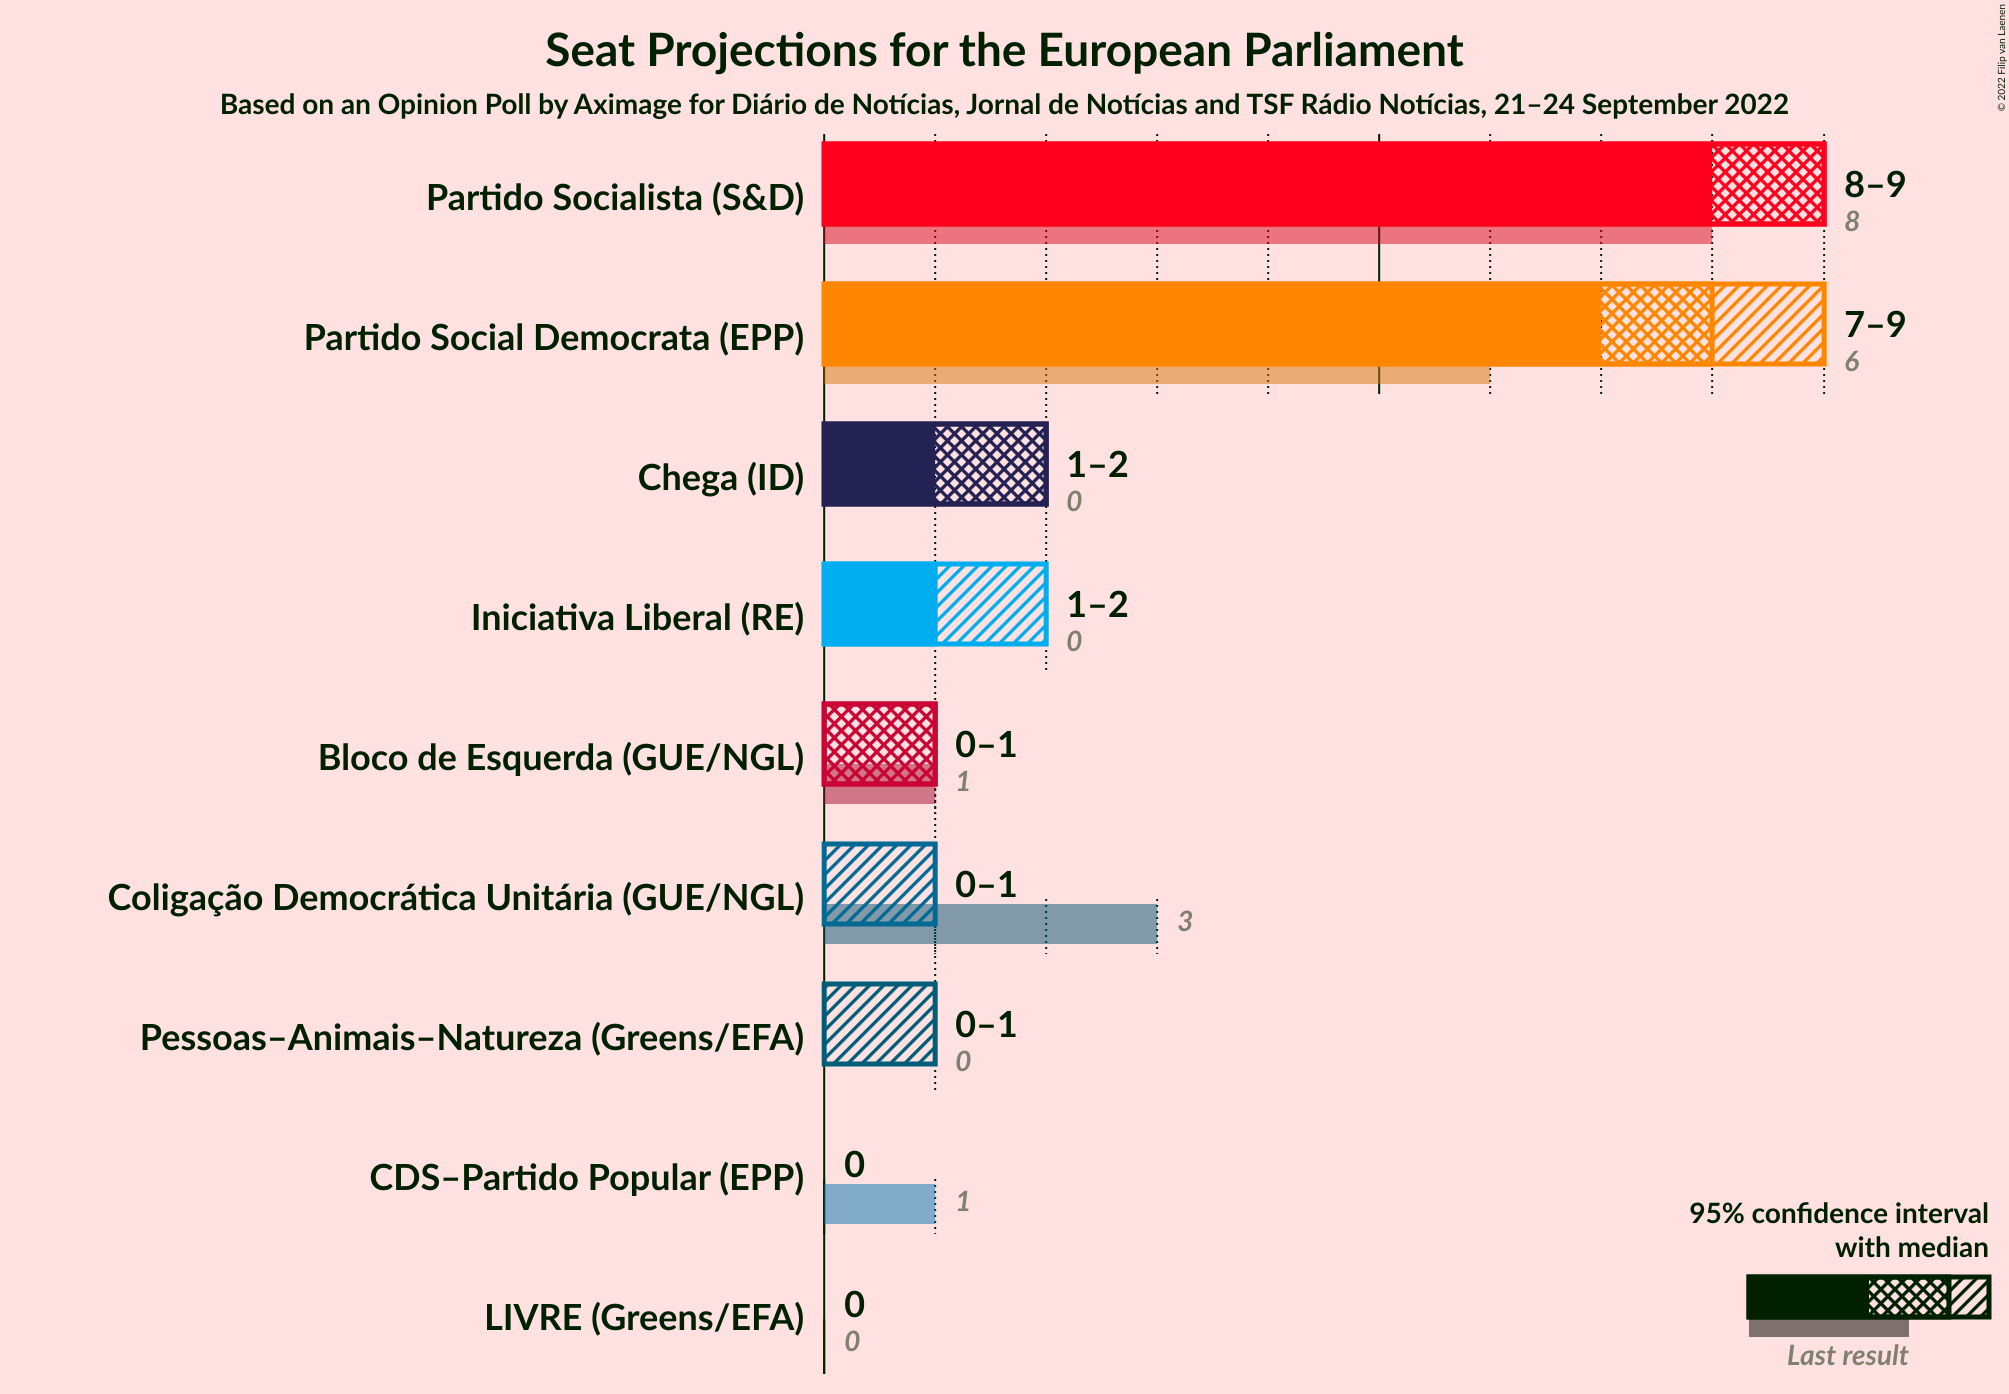 Seat Projections for the European Parliament
Based on an Opinion Poll by Aximage for Diário de Notícias, Jornal de Notícias and TSF Rádio Notícias, 21–24 September 2022
© 2022 Filip van Laenen
Partido Socialista (S&D)
8–9
8
Partido Social Democrata (EPP)
7–9
6
Chega (ID)
1–2
0
Iniciativa Liberal (RE)
1–2
0
Bloco de Esquerda (GUE/NGL)
0–1
1
Coligação Democrática Unitária (GUE/NGL)
0–1
3
Pessoas–Animais–Natureza (Greens/EFA)
0–1
0
CDS–Partido Popular (EPP)
0
1
LIVRE (Greens/EFA)
0
0
95% confidence interval
with median
Last result